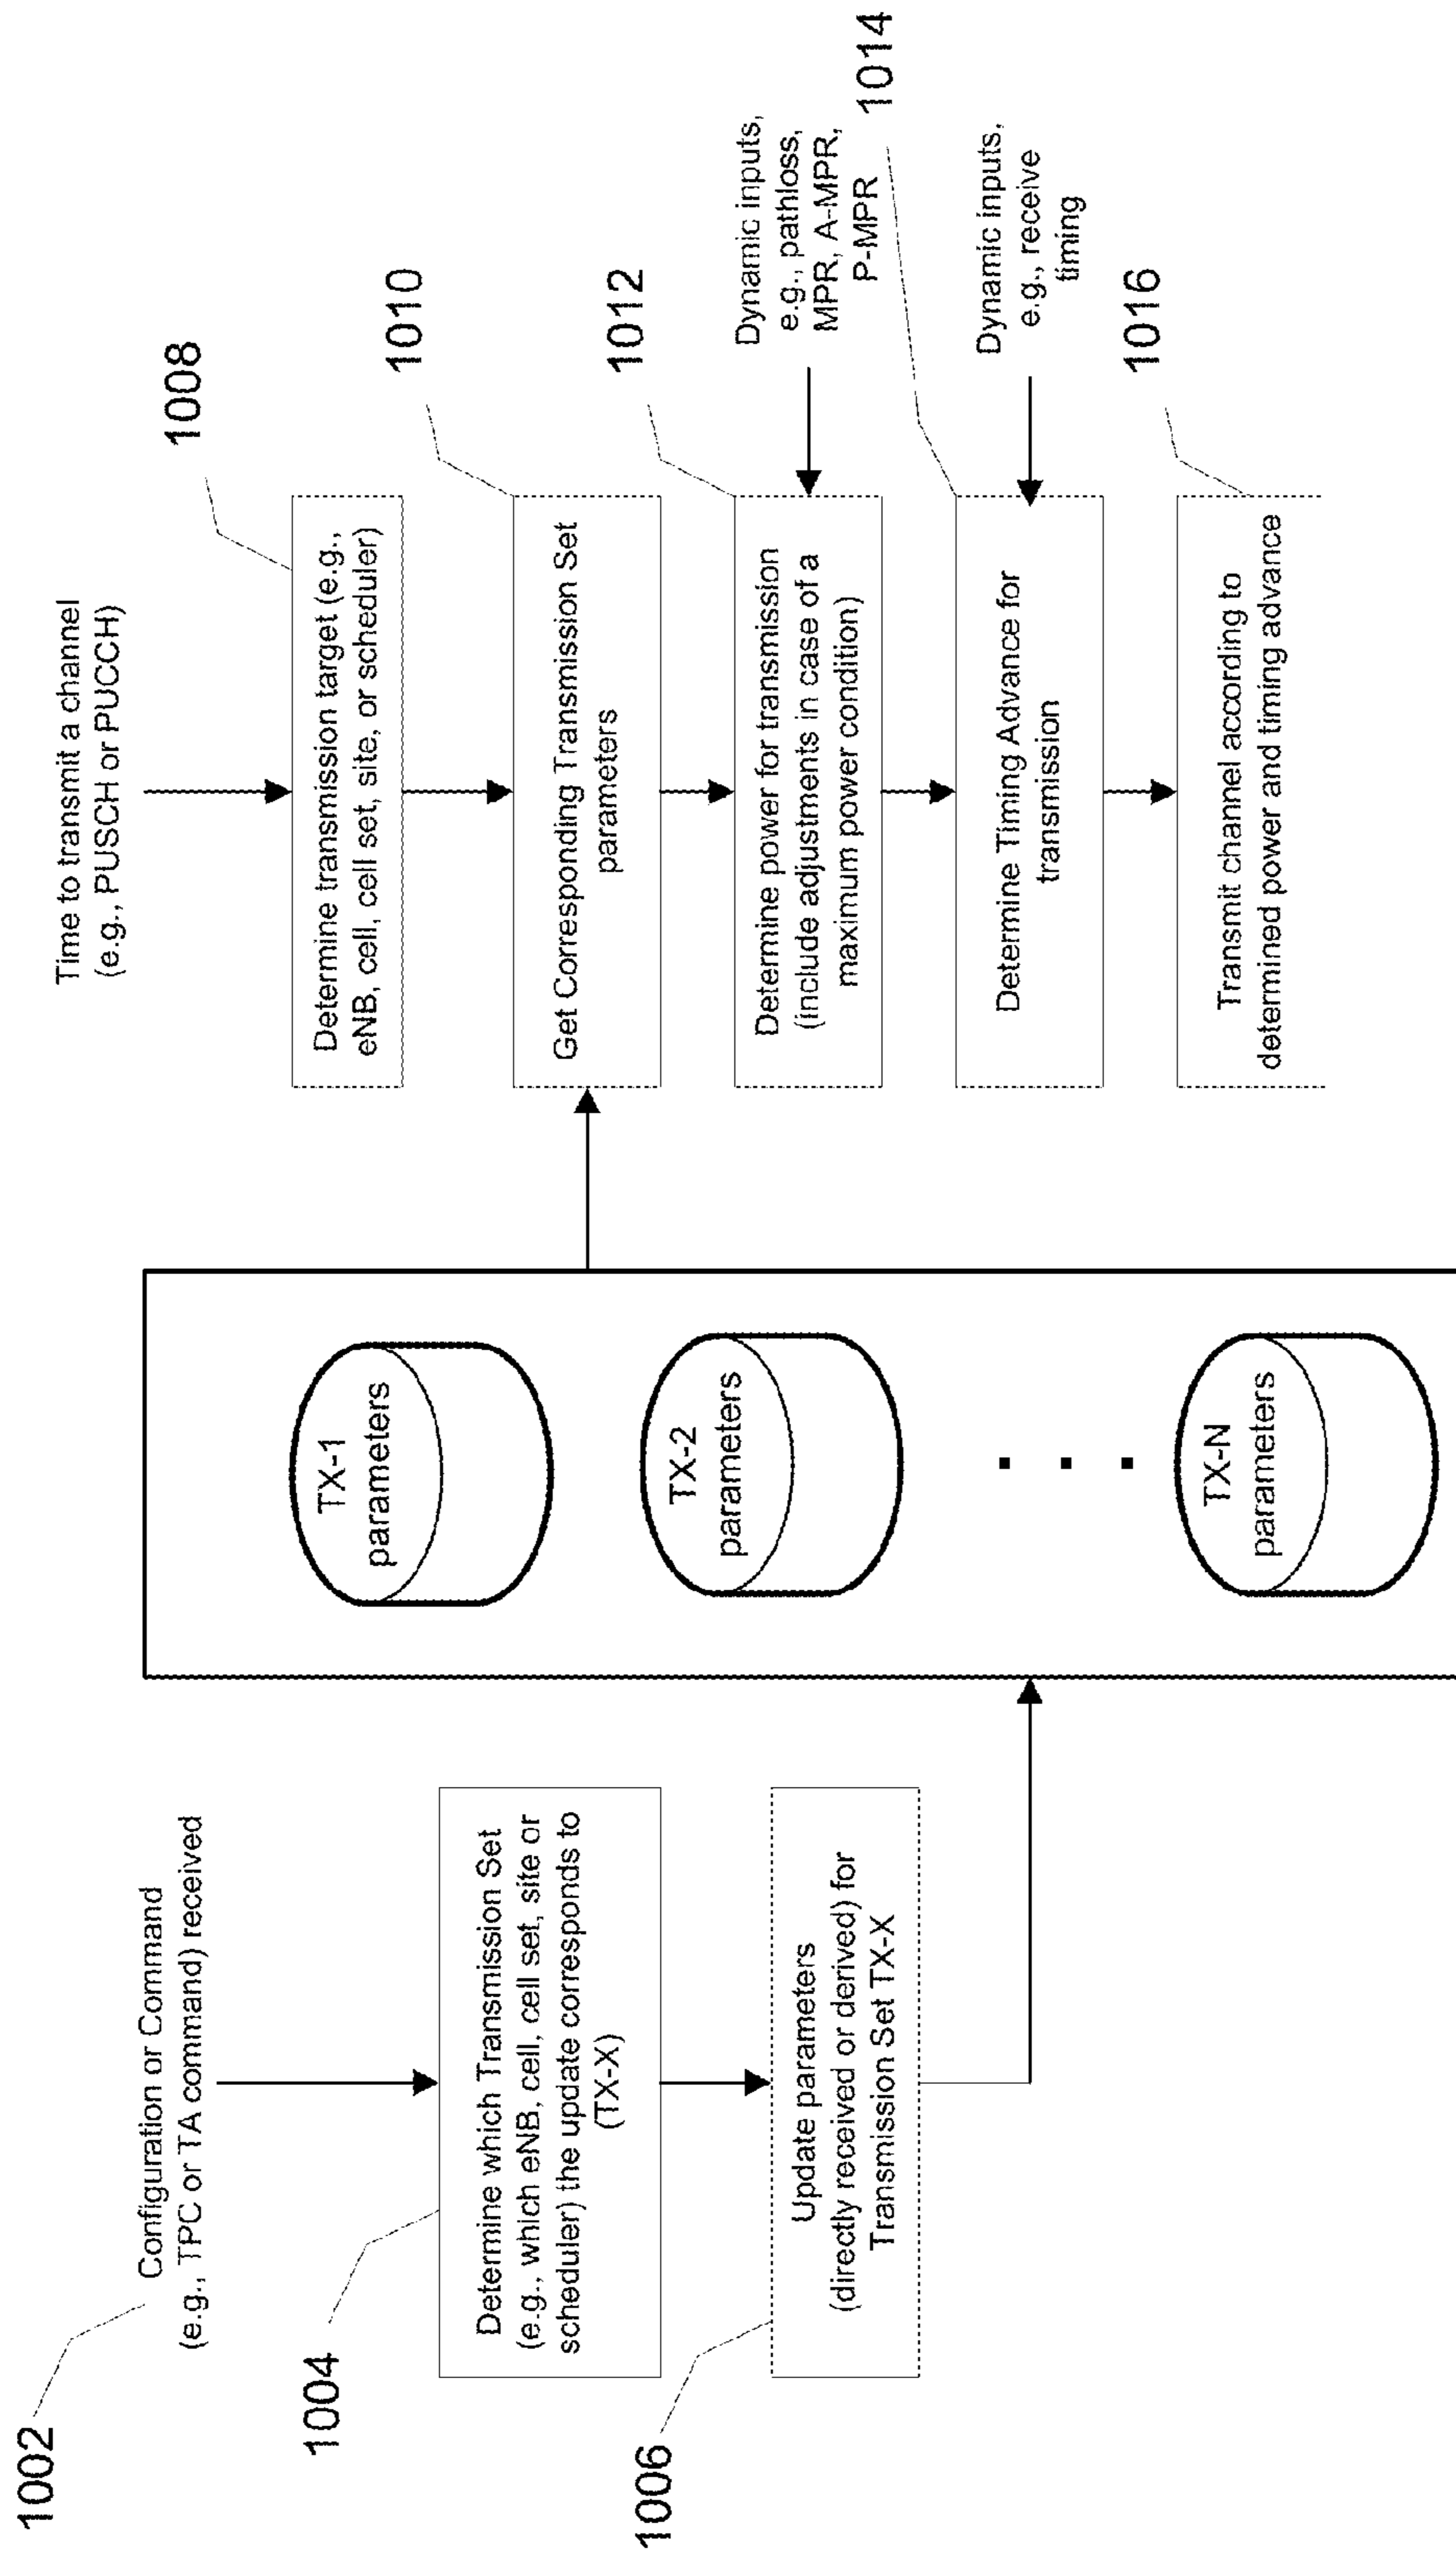 1002
Configuration or Command
(e.g., TPC or TA command) received
1004
Determine which Transmission Set
(e.g., which eNB, cell, cell set, site or
scheduler) the update corresponds to
(TX-X)
1006
Update parameters
(directly received or derived) for
Transmission Set TX-X
TX-1
parameters
TX-2
parameters
TX-N
parameters
Time to transmit a channel
(e.g., PUSCH or PUCCH)
1008
Determine transmission target (e.g.,
eNB, cell, cell set, site, or scheduler)
1010
Get Corresponding Transmission Set
parameters
1012
Determine power for transmission
(include adjustments in case of a
maximum power condition)
Dynamic inputs,
e.g., pathloss,
MPR, A-MPR,
P-MPR
1014
Determine Timing Advance for
transmission
Dynamic inputs,
e.g., receive
timing
1016
Transmit channel according to
determined power and timing advance